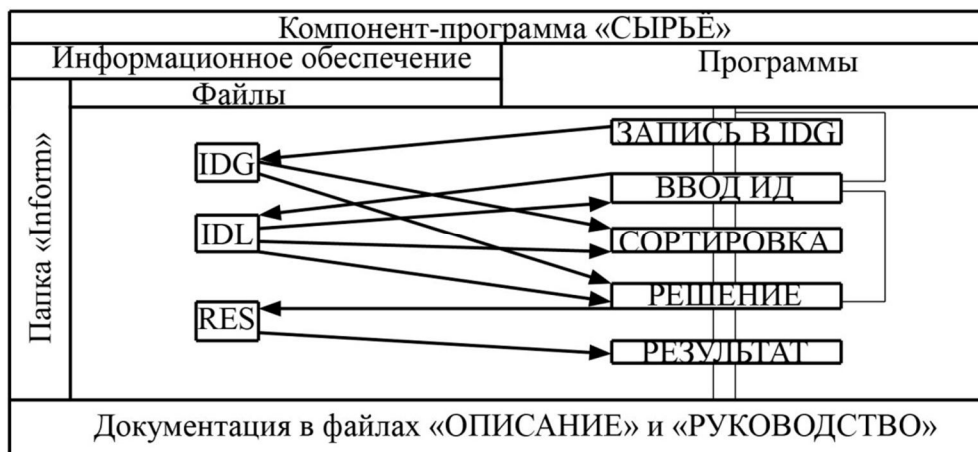 Компонент-программа «СЫРЬЁ»
Информационное обеспечение
Программы
Файлы
Папка «Inform»
IDG
IDL
RES
ЗАПИСЬ В IDG
ВВОД ИД
СОРТИРОВКА
РЕШЕНИЕ
РЕЗУЛЬТАТ
Документация в файлах «ОПИСАНИЕ» и «РУКОВОДСТВО»